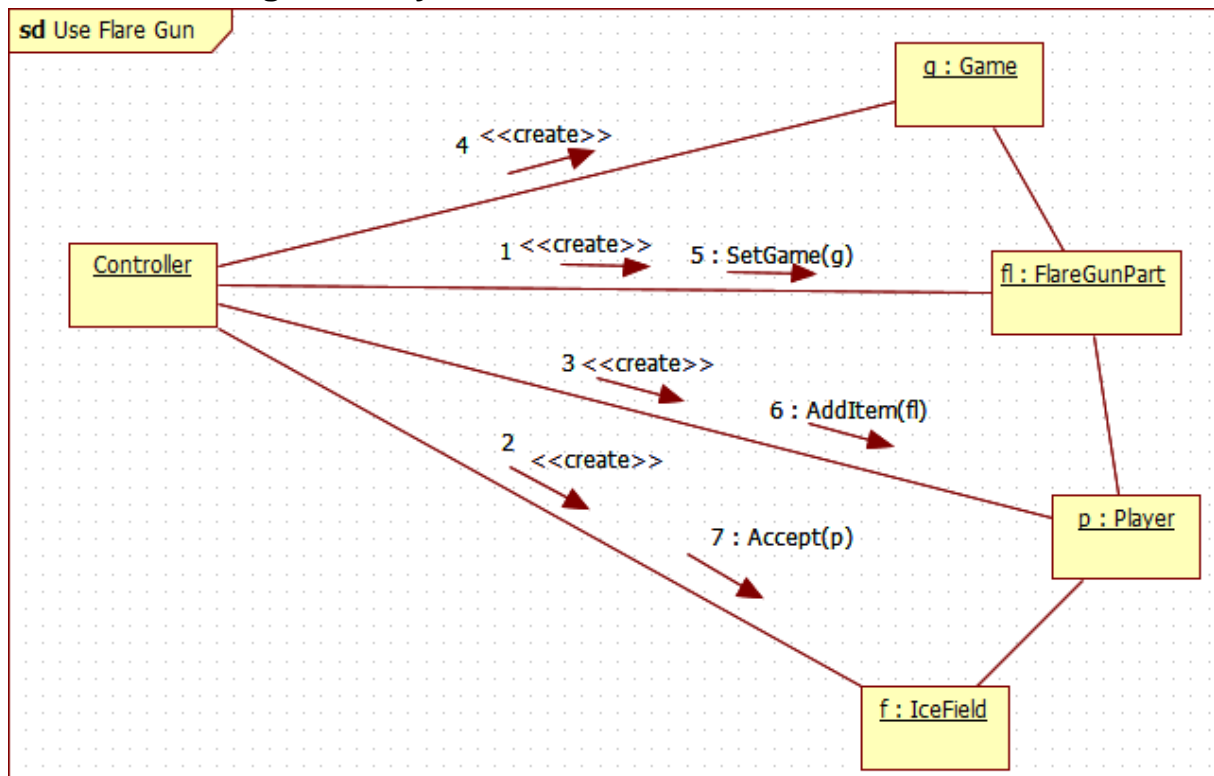 sd Use Flare Gun
g : Game
4 <<create>>
Controller
1 <<create>>
5 : SetGame(g)
fl : FlareGunPart
3 <<create>>
6 : AddItem(fl)
2 <<create>>
7 : Accept(p)
p : Player
f : IceField